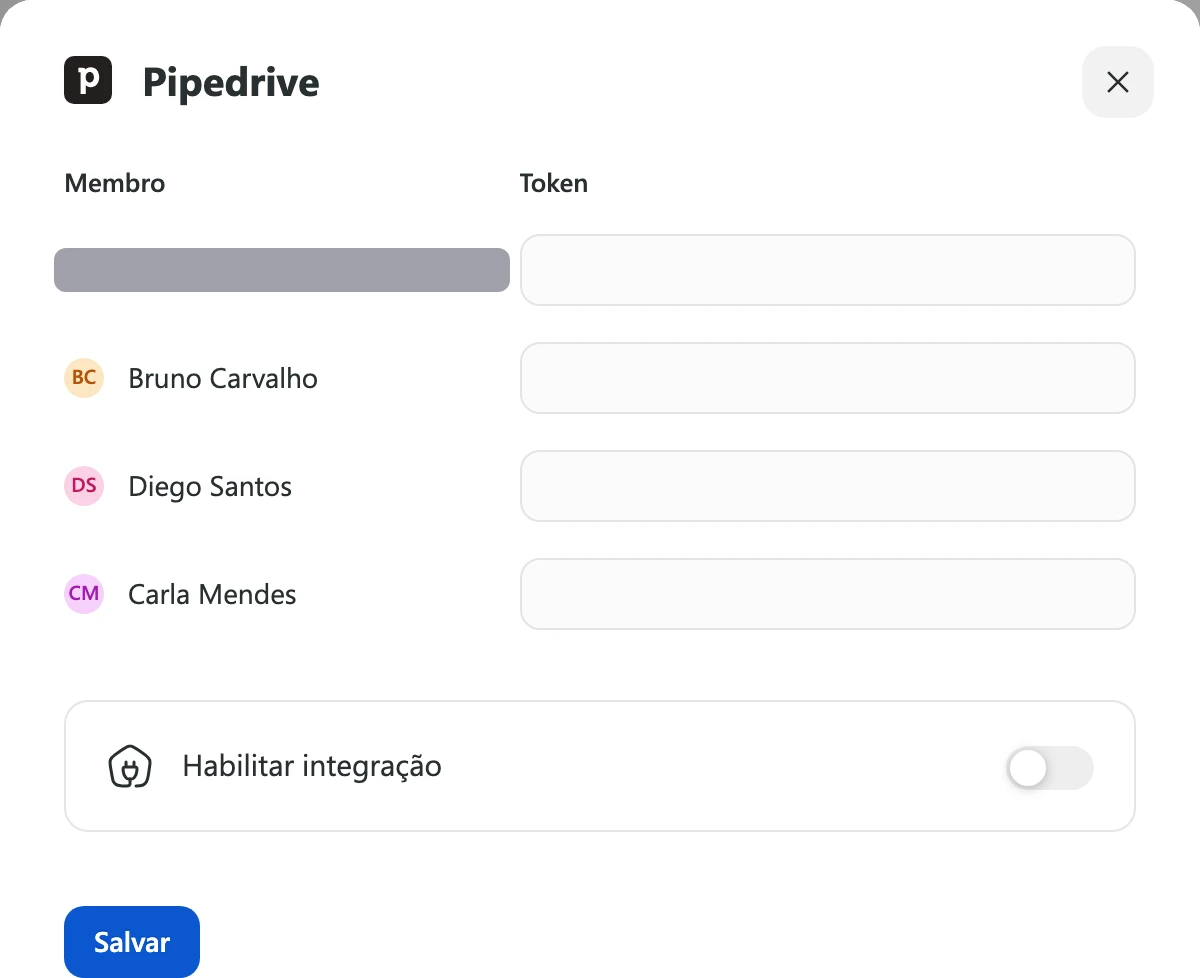 p Pipedrive
Membro Token
BC Bruno Carvalho
DS Diego Santos
CM Carla Mendes
Habilitar integração
Salvar